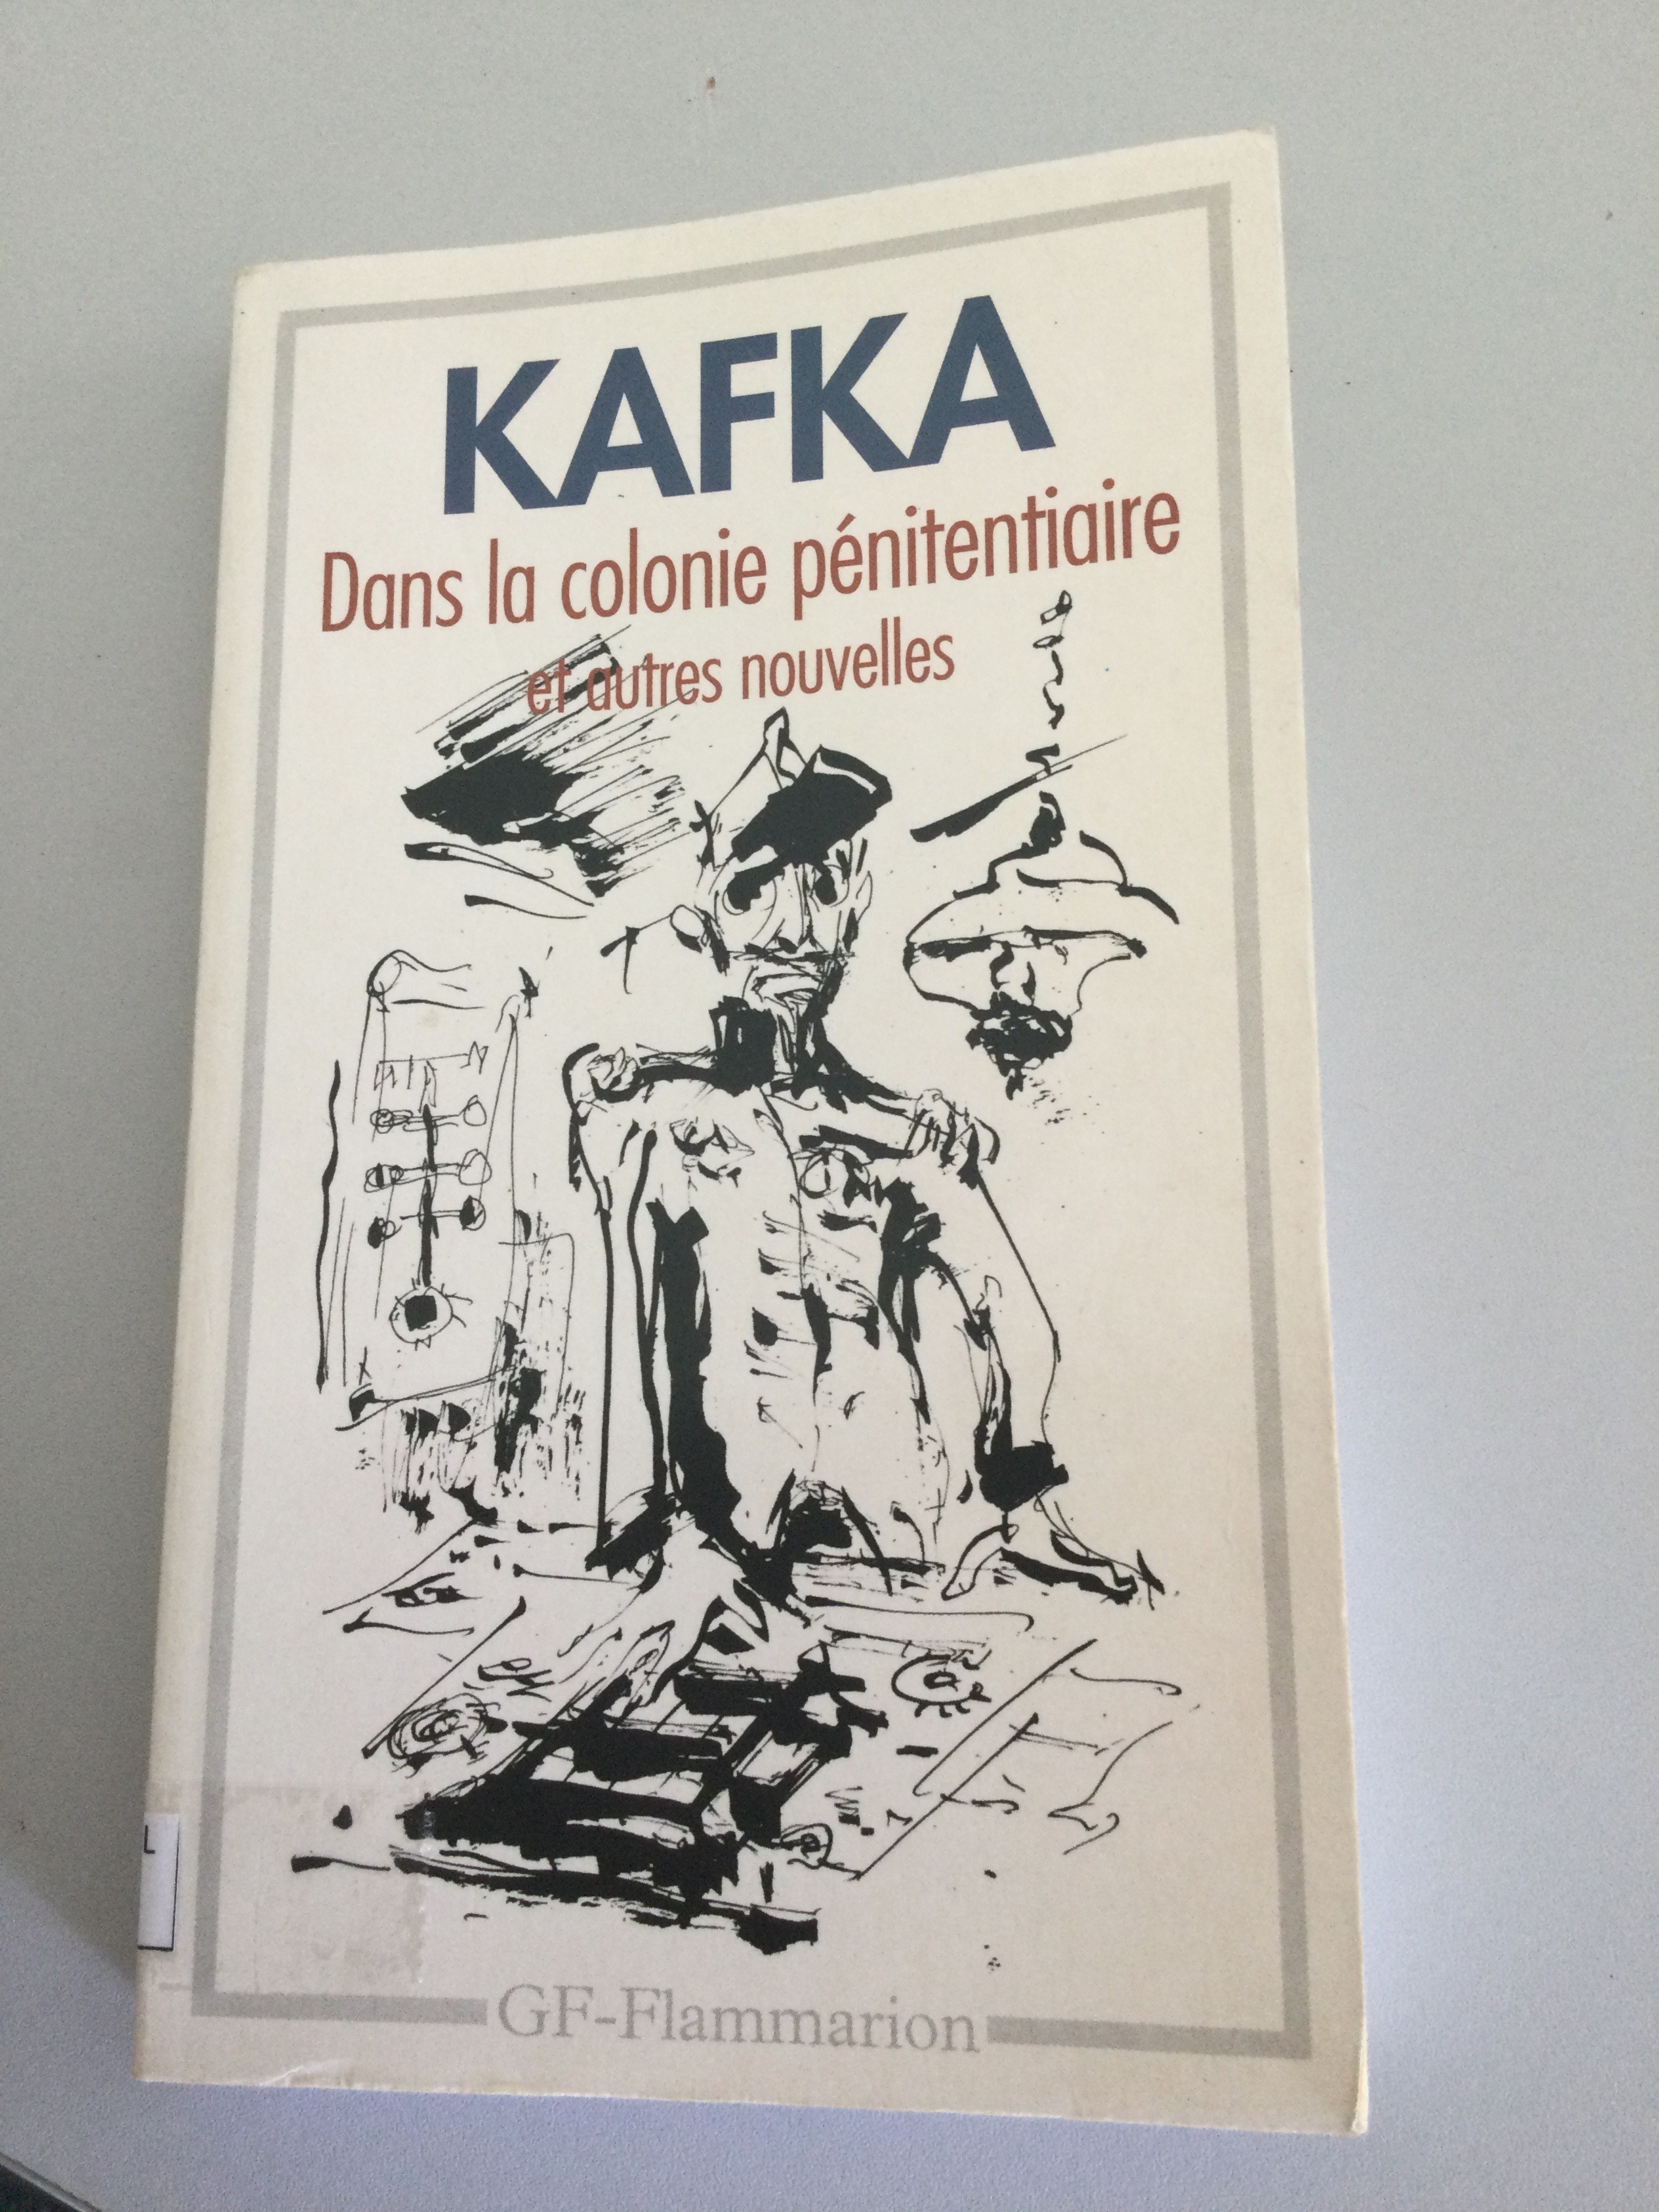 KAFKA
Dans la colonie pénitentiaire
et autres nouvelles
L
GF-Flammarion